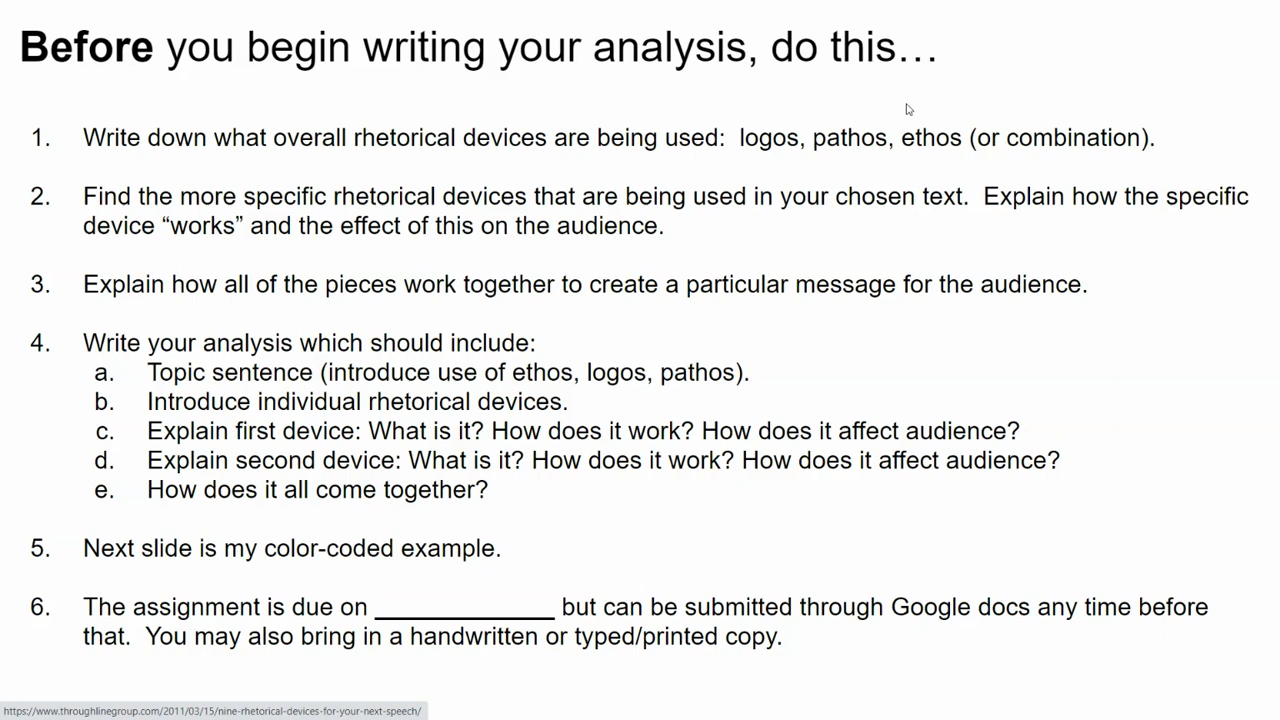 Before you begin writing your analysis, do this…
1. Write down what overall rhetorical devices are being used:  logos, pathos, ethos (or combination).
2. Find the more specific rhetorical devices that are being used in your chosen text.  Explain how the specific
device “works” and the effect of this on the audience.
3. Explain how all of the pieces work together to create a particular message for the audience.
4. Write your analysis which should include:
a. Topic sentence (introduce use of ethos, logos, pathos).
b. Introduce individual rhetorical devices.
c. Explain first device: What is it? How does it work? How does it affect audience?
d. Explain second device: What is it? How does it work? How does it affect audience?
e. How does it all come together?
5. Next slide is my color-coded example.
6. The assignment is due on ______________ but can be submitted through Google docs any time before
that.  You may also bring in a handwritten or typed/printed copy.
https://www.throughlinegroup.com/2011/03/15/nine-rhetorical-devices-for-your-next-speech/